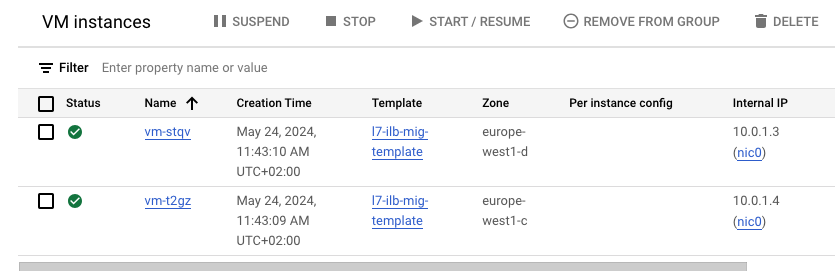 VM instances SUSPEND STOP START / RESUME REMOVE FROM GROUP DELETE
Filter Enter property name or value
Status Name Creation Time Template Zone Per instance config Internal IP
vm-stqv May 24, 2024, l7-ilb-mig- europe- 10.0.1.3
11:43:10 AM template west1-d (nic0)
UTC+02:00
vm-t2gz May 24, 2024, l7-ilb-mig- europe- 10.0.1.4
11:43:09 AM template west1-c (nic0)
UTC+02:00